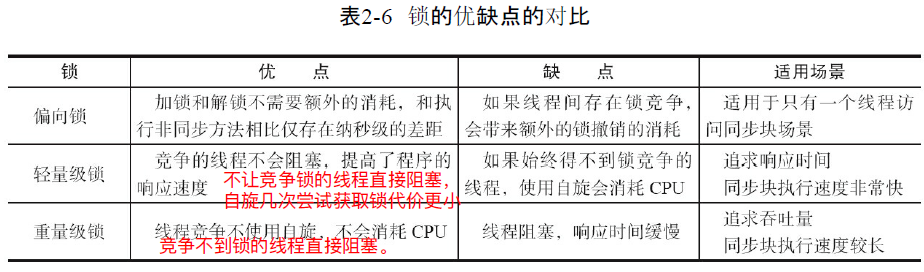 表2-6 锁的优缺点的对比
锁 优 点 缺 点 适用场景
偏向锁 加锁和解锁不需要额外的消耗，和执 如果线程间存在锁竞争， 适用于只有一个线程访
行非同步方法相比仅存在纳秒级的差距 会带来额外的锁撤销的消耗 问同步块场景
轻量级锁 竞争的线程不会阻塞，提高了程序的 如果始终得不到锁竞争的 追求响应时间
响应速度 不让竞争锁的线程直接阻塞， 线程，使用自旋会消耗 CPU 同步块执行速度非常快
自旋几次尝试获取锁代价更小
重量级锁 线程竞争不使用自旋，不会消耗 CPU 线程阻塞，响应时间缓慢 追求吞吐量
竞争不到锁的线程直接阻塞。 同步块执行速度较长